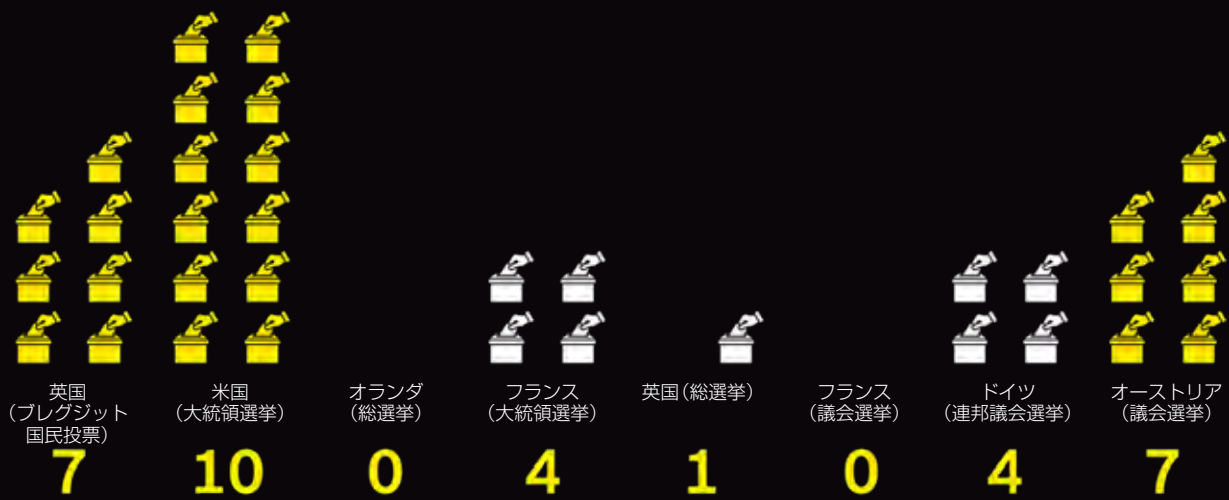 英国
(ブレグジット
国民投票)
7
米国
(大統領選挙)
10
オランダ
(総選挙)
0
フランス
(大統領選挙)
4
英国(総選挙)
1
フランス
(議会選挙)
0
ドイツ
(連邦議会選挙)
4
オーストリア
(議会選挙)
7